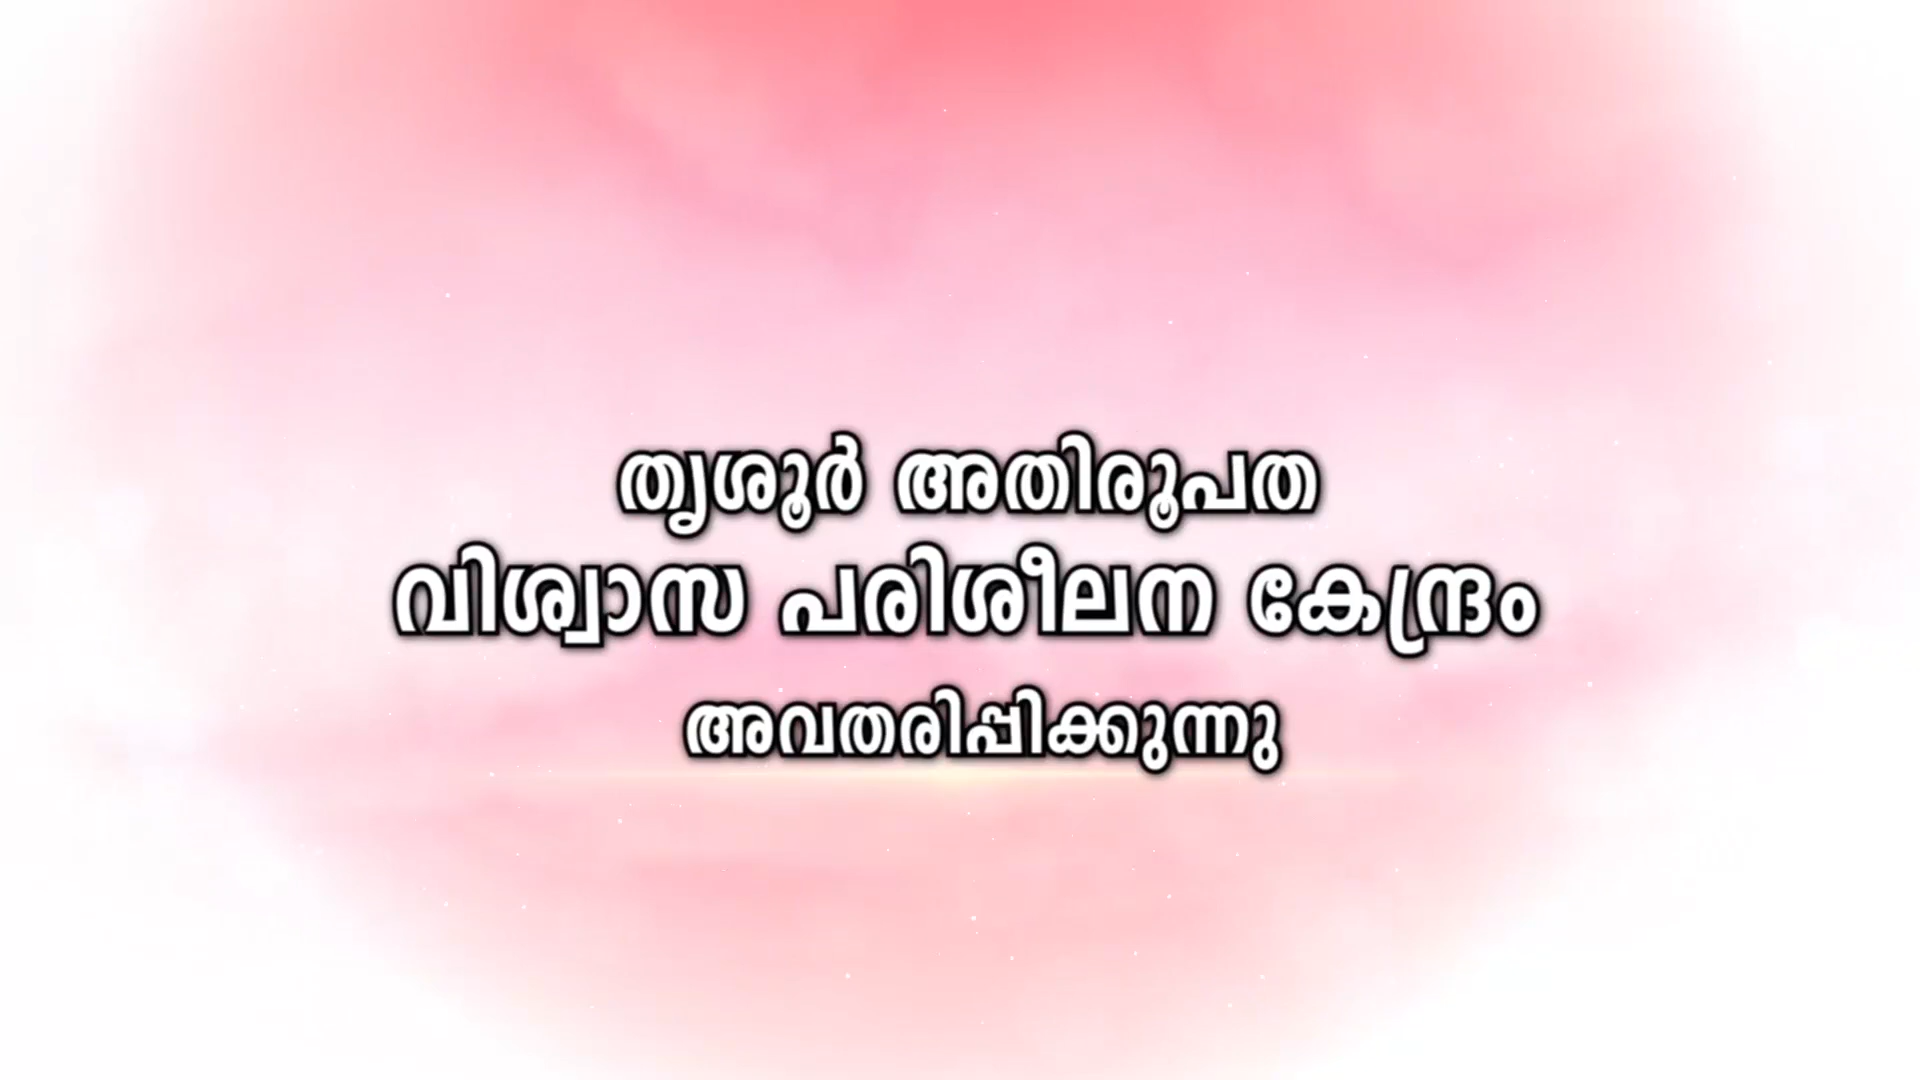 തൃശൂർ അതിരൂപത
വിശ്വാസ പരിശീലന കേന്ദ്രം
അവതരിപ്പിക്കുന്നു